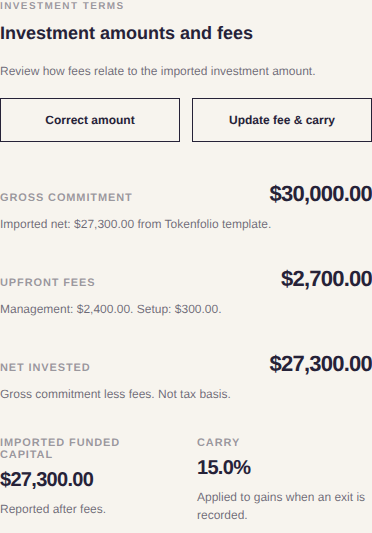 INVESTMENT TERMS
Investment amounts and fees
Review how fees relate to the imported investment amount.
Correct amount
Update fee & carry
GROSS COMMITMENT
$30,000.00
Imported net: $27,300.00 from Tokenfolio template.
UPFRONT FEES
$2,700.00
Management: $2,400.00. Setup: $300.00.
NET INVESTED
$27,300.00
Gross commitment less fees. Not tax basis.
IMPORTED FUNDED
CAPITAL
$27,300.00
Reported after fees.
CARRY
15.0%
Applied to gains when an exit is
recorded.